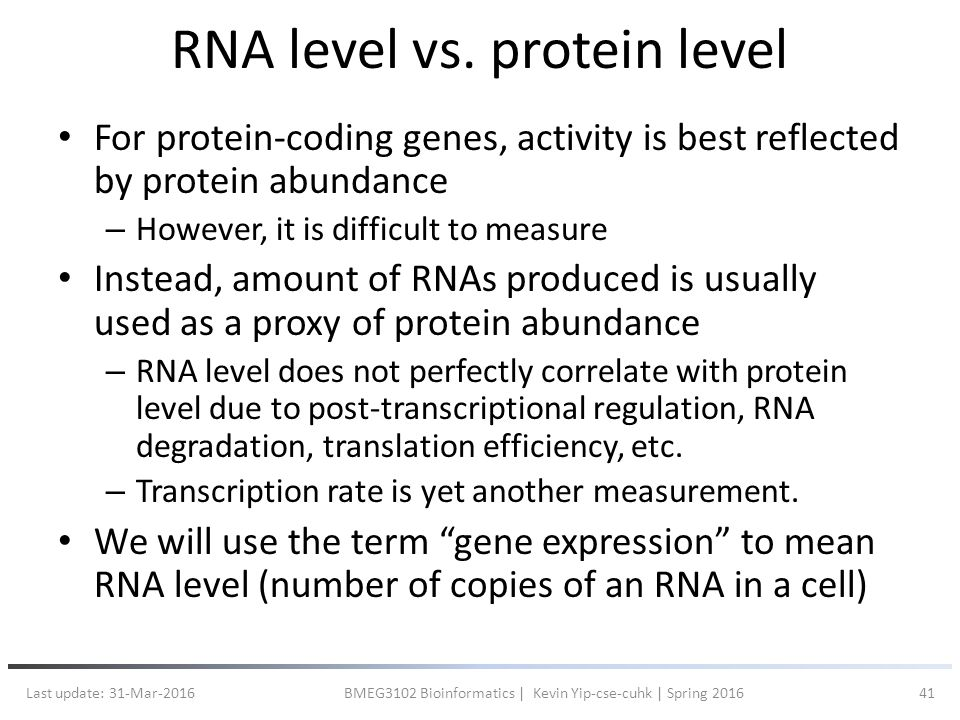 RNA level vs. protein level
• For protein-coding genes, activity is best reflected
by protein abundance
– However, it is difficult to measure
• Instead, amount of RNAs produced is usually
used as a proxy of protein abundance
– RNA level does not perfectly correlate with protein
level due to post-transcriptional regulation, RNA
degradation, translation efficiency, etc.
– Transcription rate is yet another measurement.
• We will use the term “gene expression” to mean
RNA level (number of copies of an RNA in a cell)
Last update: 31-Mar-2016 BMEG3102 Bioinformatics | Kevin Yip-cse-cuhk | Spring 2016 41